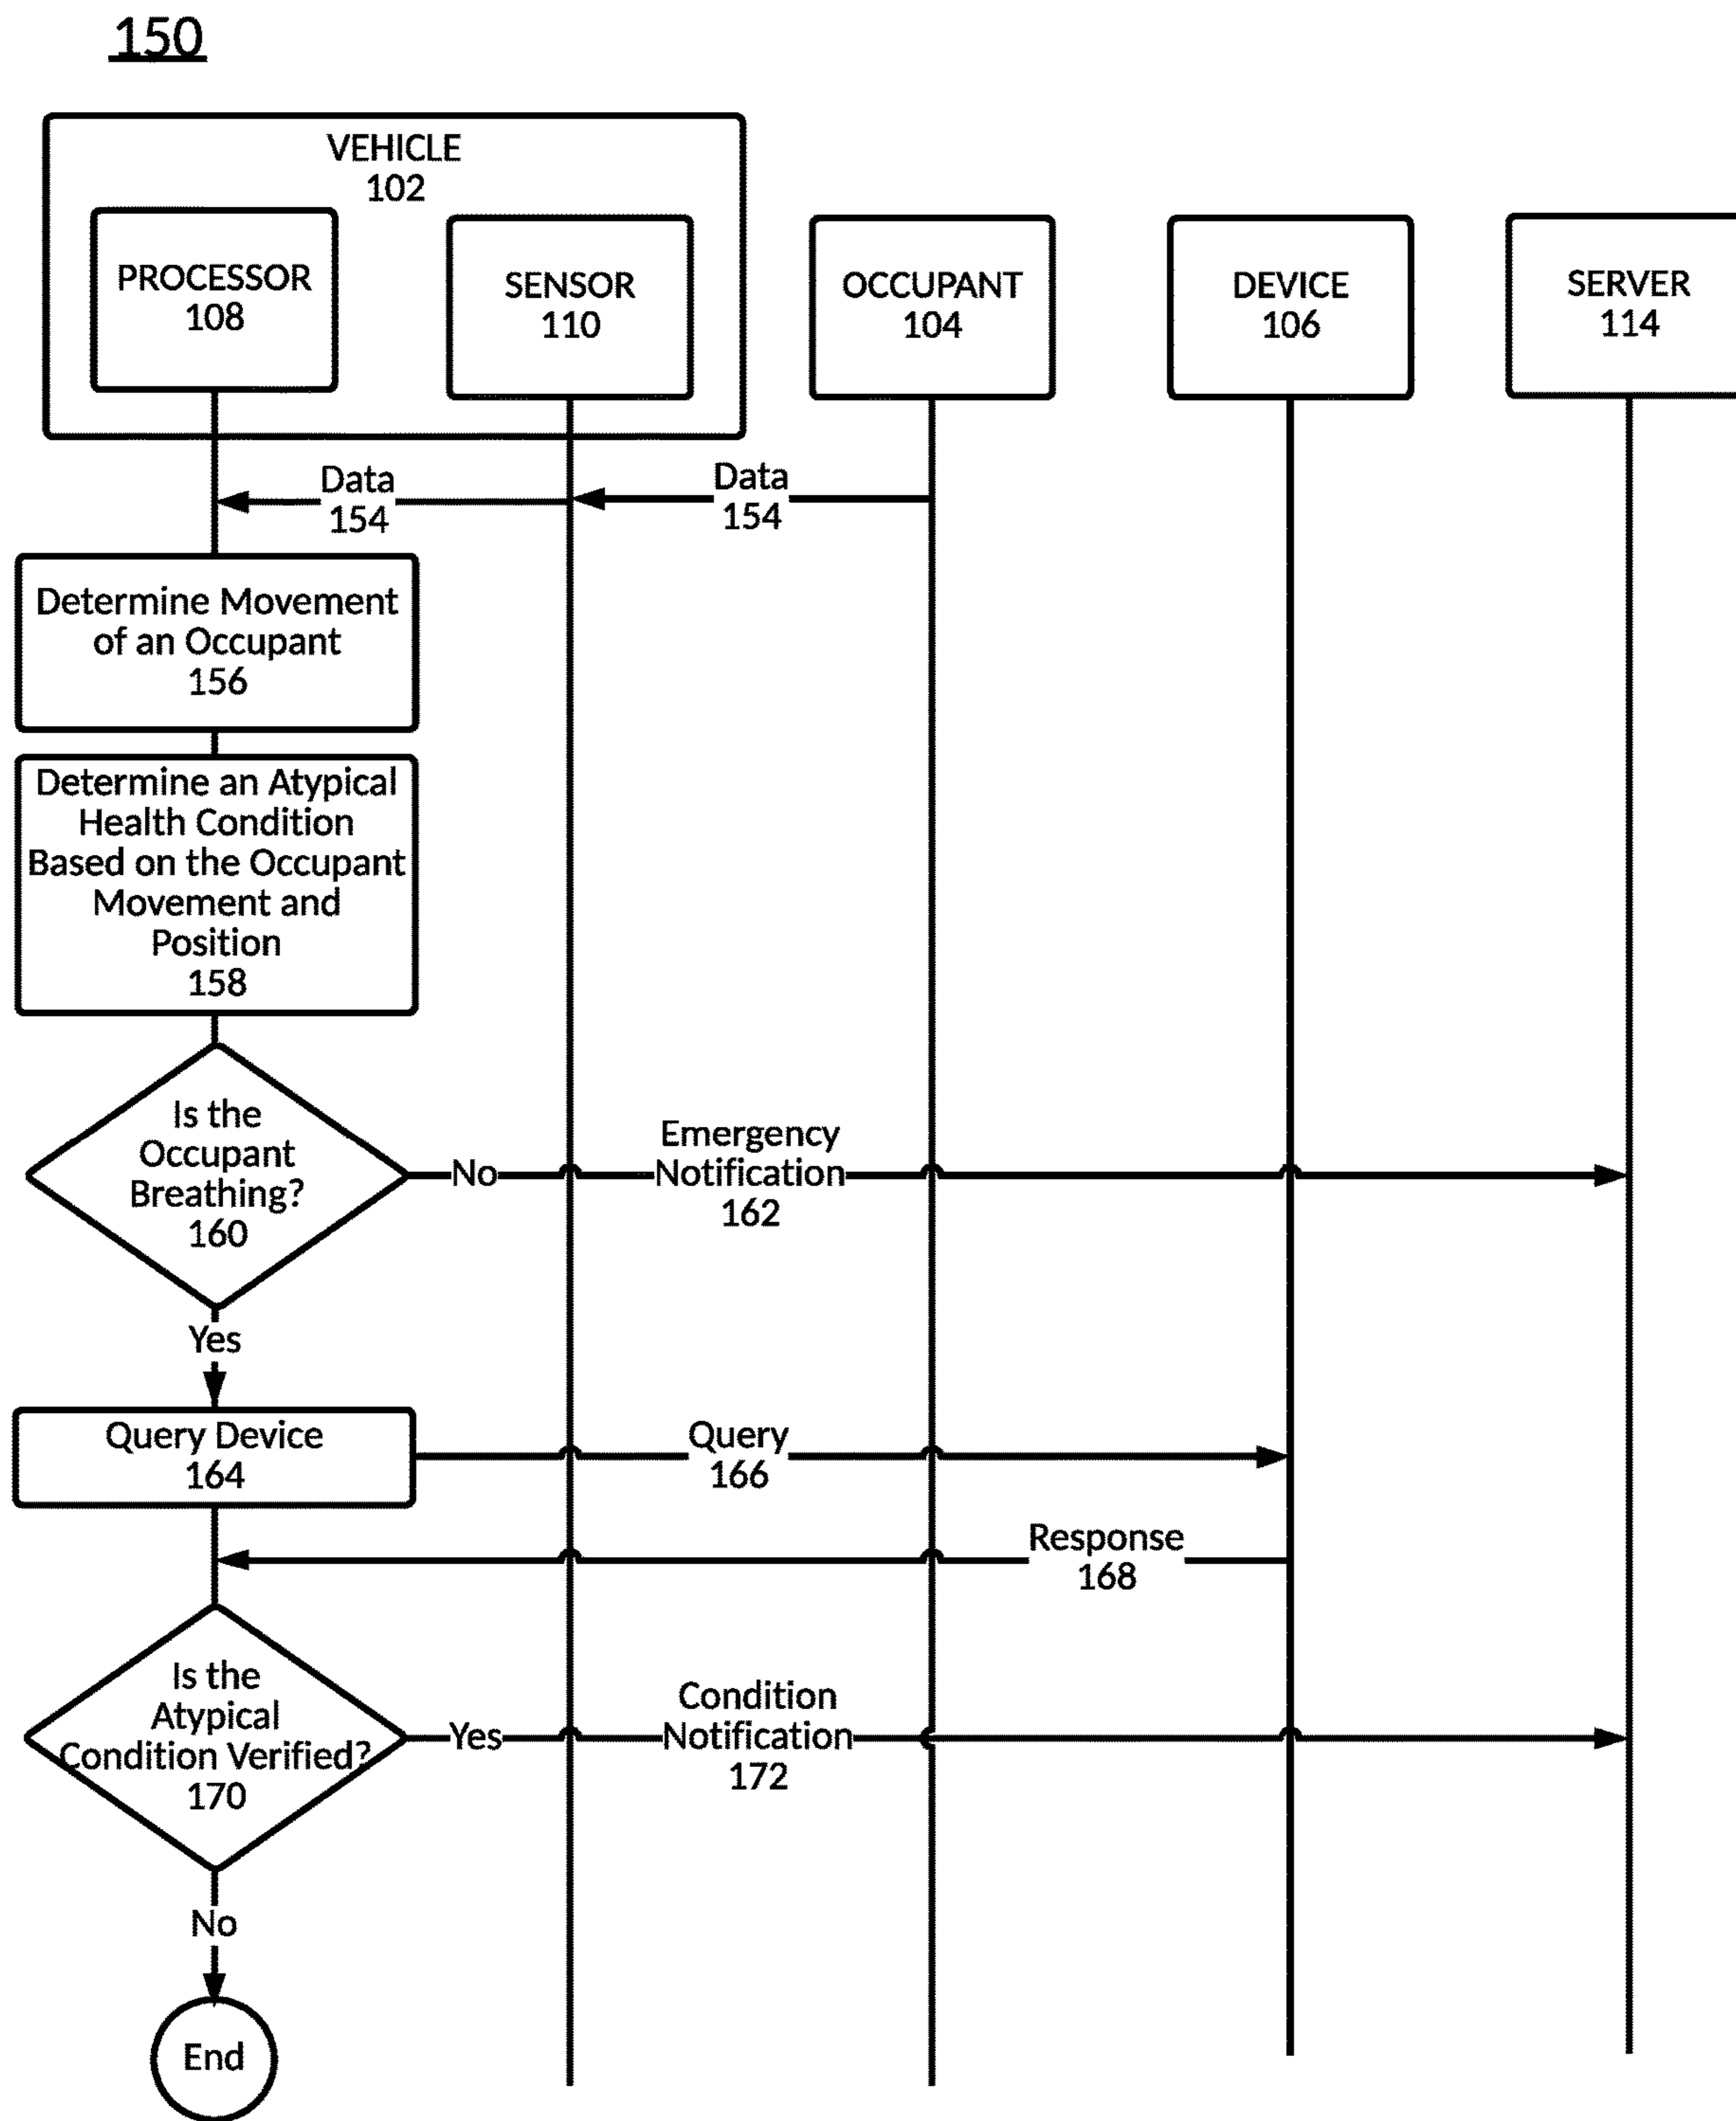 150
VEHICLE
102
PROCESSOR
108
SENSOR
110
OCCUPANT
104
DEVICE
106
SERVER
114
Data
154
Data
154
Determine Movement
of an Occupant
156
Determine an Atypical
Health Condition
Based on the Occupant
Movement and
Position
158
Is the
Occupant
Breathing?
160
No
Emergency
Notification
162
Yes
Query Device
164
Query
166
Response
168
Is the
Atypical
Condition Verified?
170
Yes
Condition
Notification
172
No
End